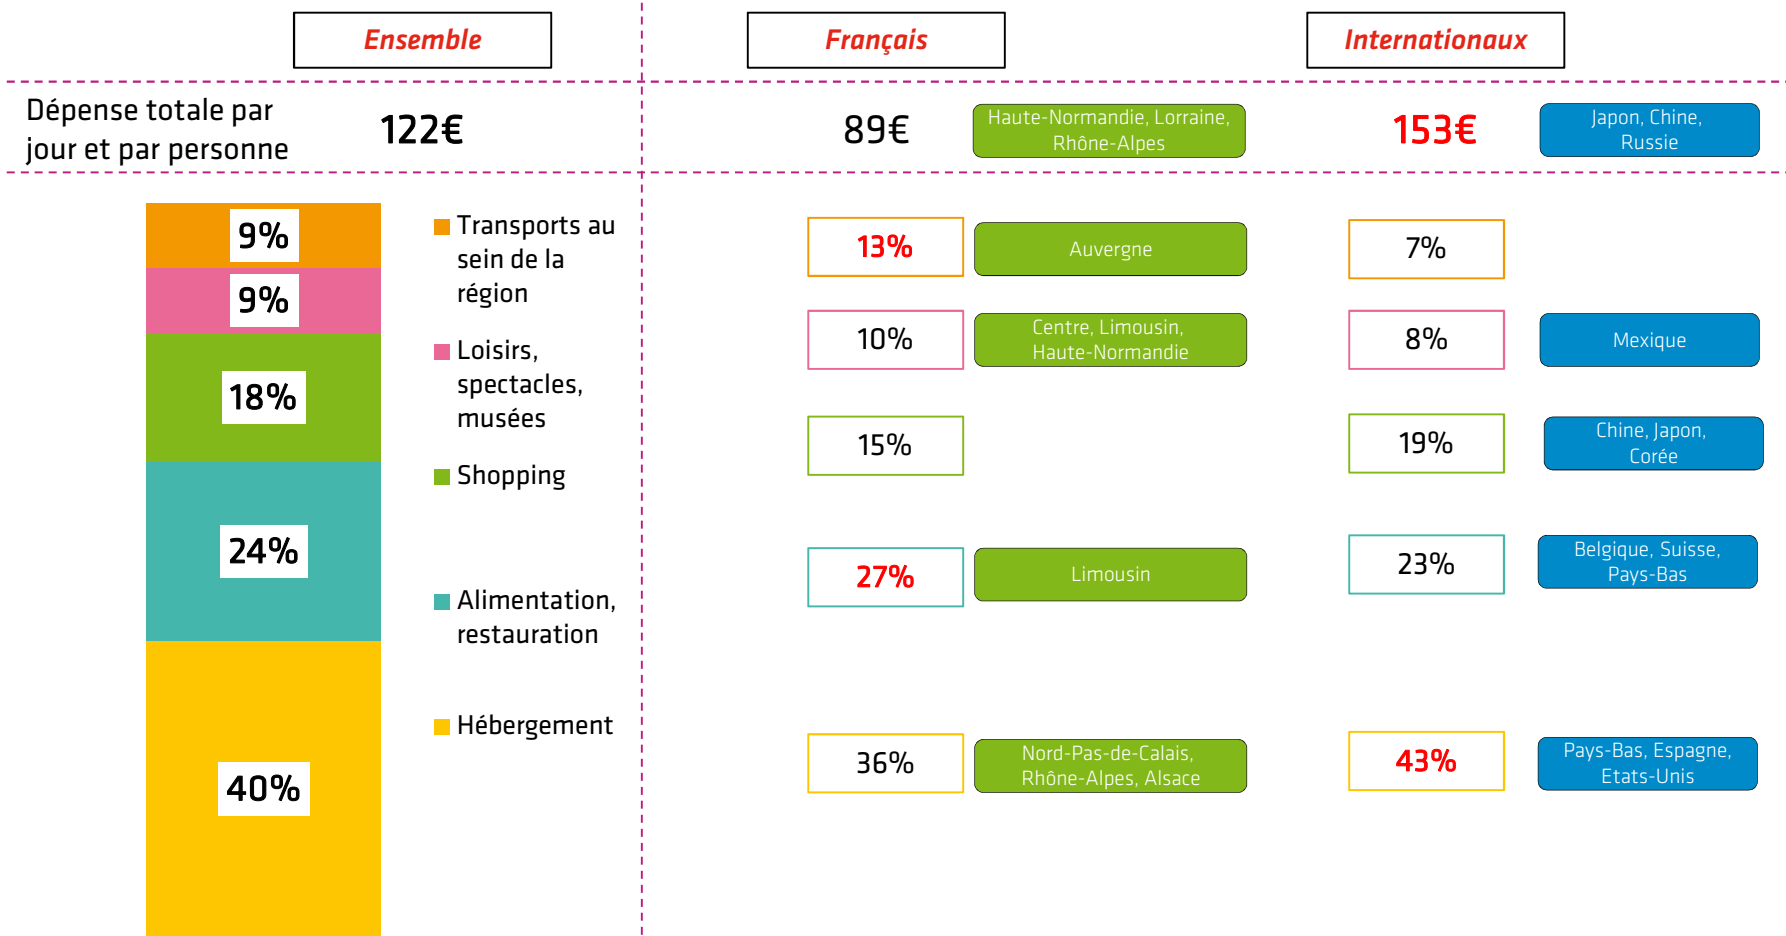 Ensemble
Français
Internationaux
Dépense totale par
jour et par personne
122€
89€
Haute-Normandie, Lorraine,
Rhône-Alpes
153€
Japon, Chine,
Russie
9%
Transports au
sein de la
région
13%
Auvergne
7%
9%
Loisirs,
spectacles,
musées
10%
Centre, Limousin,
Haute-Normandie
8%
Mexique
18%
Shopping
15%
19%
Chine, Japon,
Corée
24%
Alimentation,
restauration
27%
Limousin
23%
Belgique, Suisse,
Pays-Bas
40%
Hébergement
36%
Nord-Pas-de-Calais,
Rhône-Alpes, Alsace
43%
Pays-Bas, Espagne,
Etats-Unis